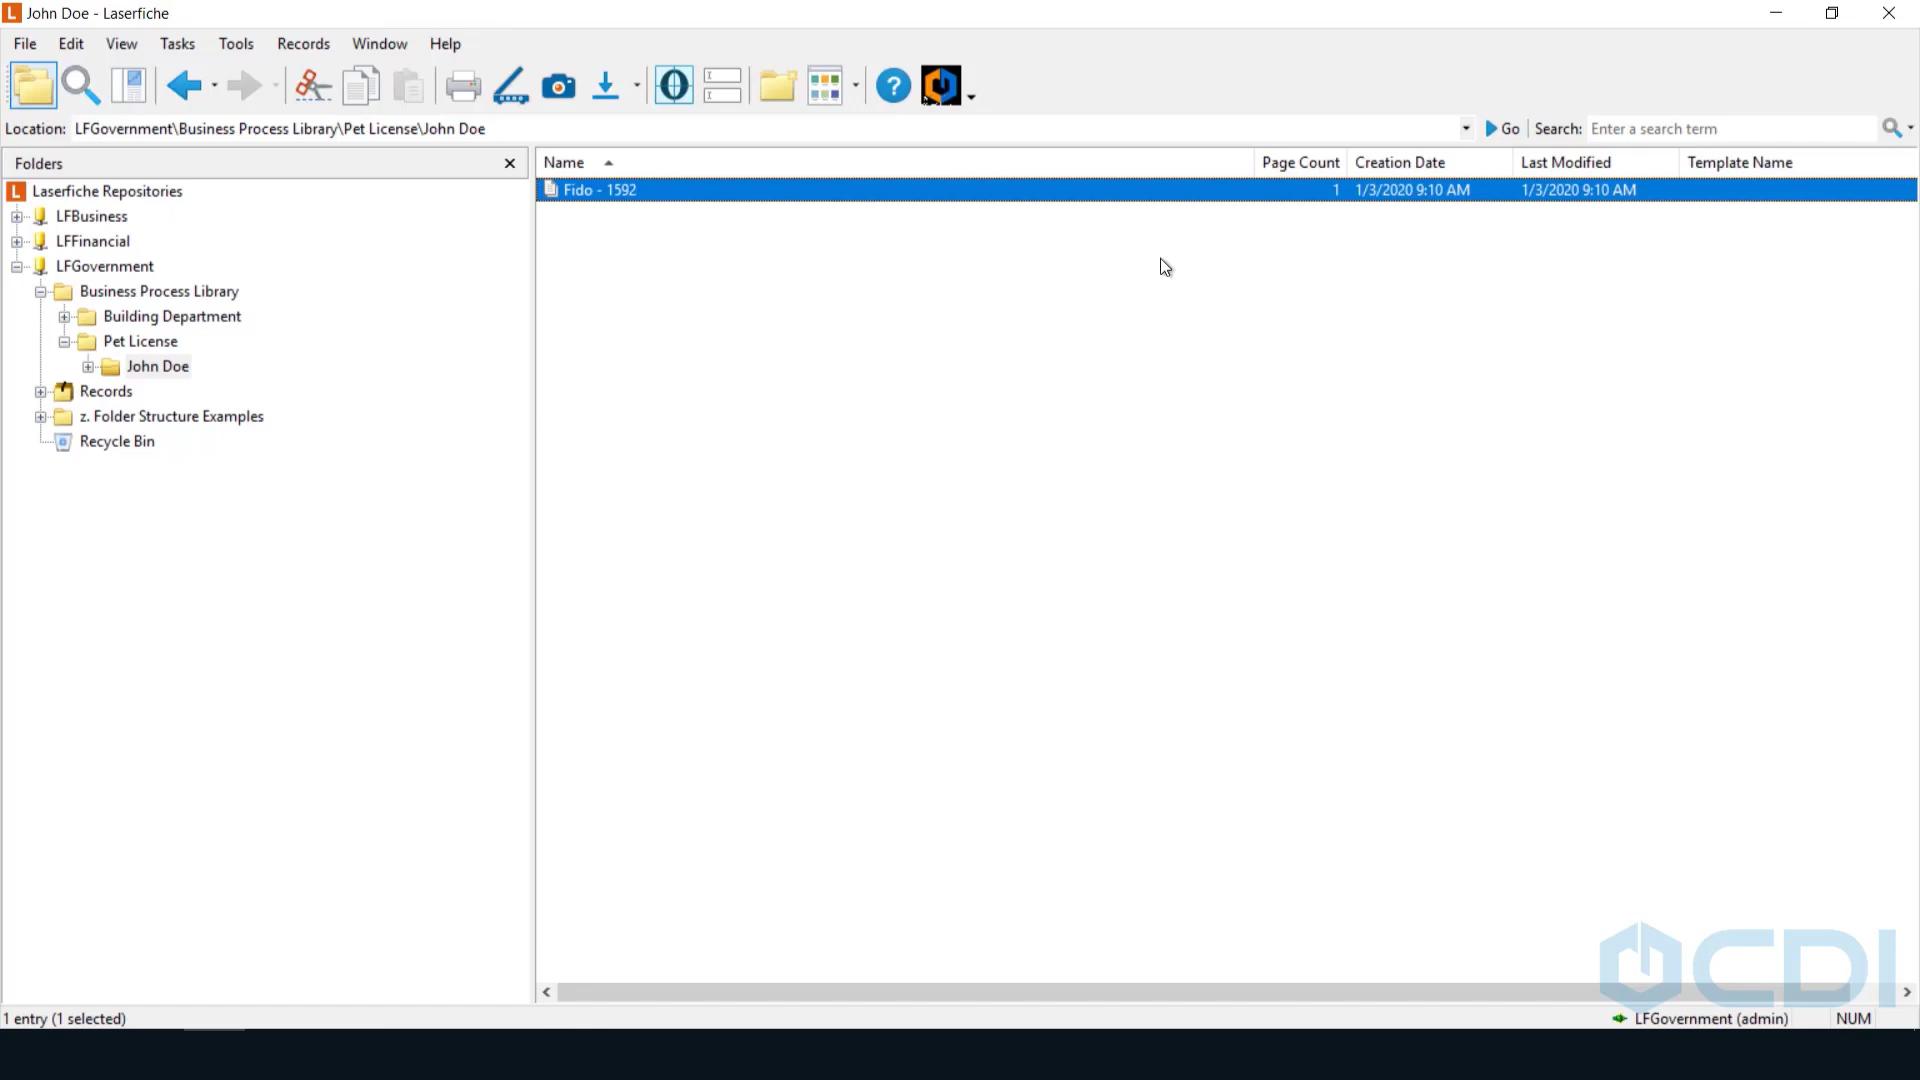 John Doe - Laserfiche
File Edit View Tasks Tools Records Window Help
Location: LFGovernment\Business Process Library\Pet License\John Doe Go Search: Enter a search term
Folders
Name Page Count Creation Date Last Modified Template Name
Fido - 1592 1 1/3/2020 9:10 AM 1/3/2020 9:10 AM
Laserfiche Repositories
LFBusiness
LFFinancial
LFGovernment
Business Process Library
Building Department
Pet License
John Doe
Records
z. Folder Structure Examples
Recycle Bin
CDI
1 entry (1 selected) LFGovernment (admin) NUM